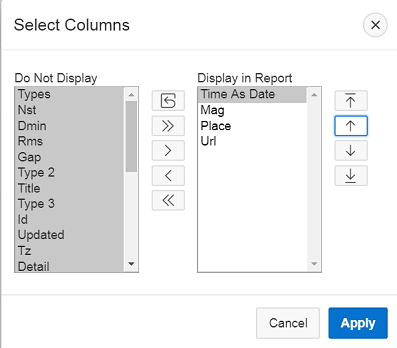 Select Columns
Do Not Display
Types
Nst
Dmin
Rms
Gap
Type 2
Title
Type 3
Id
Updated
Tz
Detail
Display in Report
Time As Date
Mag
Place
Url
Cancel
Apply